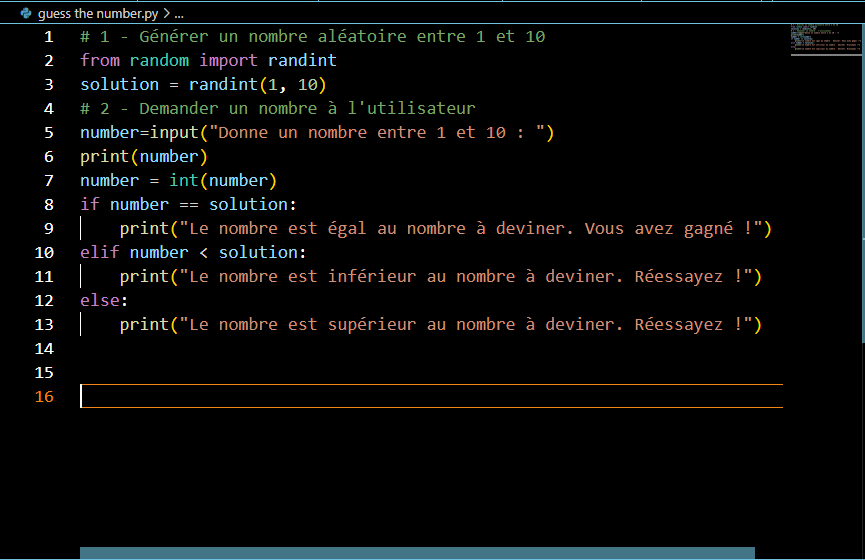 guess the number.py > ...
1 # 1 - Générer un nombre aléatoire entre 1 et 10
2 from random import randint
3 solution = randint(1, 10)
4 # 2 - Demander un nombre à l'utilisateur
5 number=input("Donne un nombre entre 1 et 10 : ")
6 print(number)
7 number = int(number)
8 if number == solution:
9     print("Le nombre est égal au nombre à deviner. Vous avez gagné !")
10 elif number < solution:
11     print("Le nombre est inférieur au nombre à deviner. Réessayez !")
12 else:
13     print("Le nombre est supérieur au nombre à deviner. Réessayez !")
14
15
16